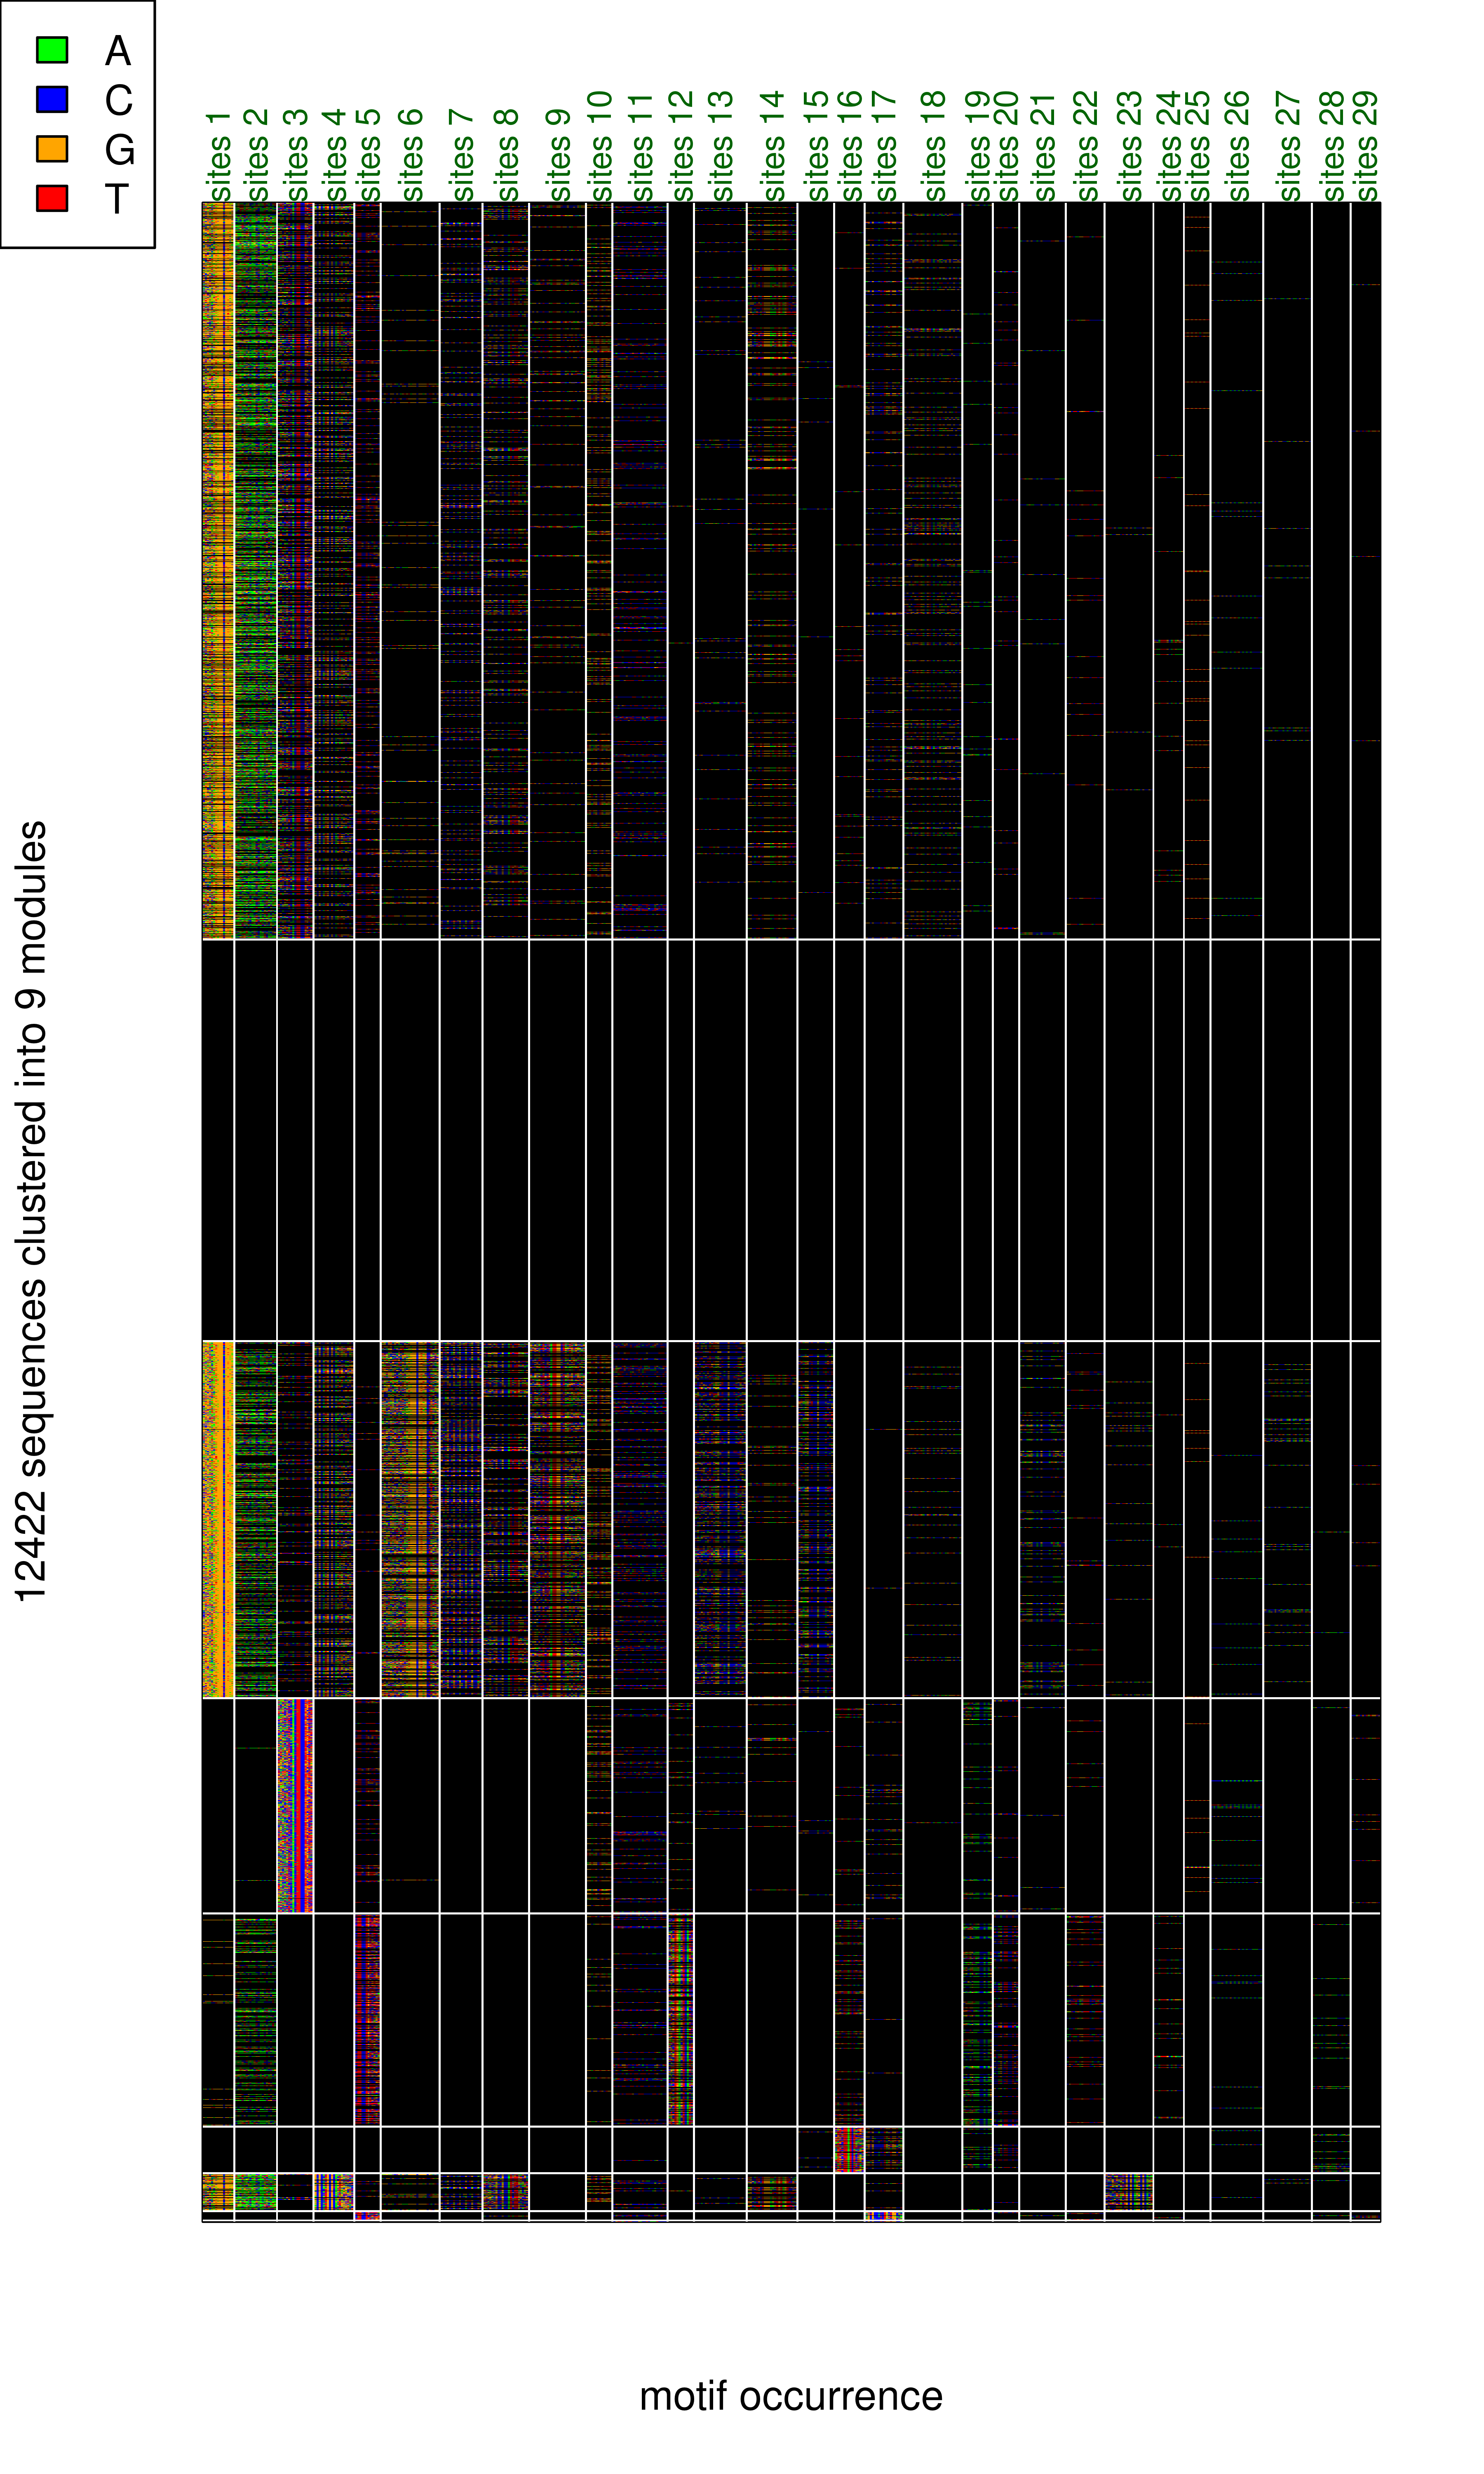 A
C
G
T
sites 1
sites 2
sites 3
sites 4
sites 5
sites 6
sites 7
sites 8
sites 9
sites 10
sites 11
sites 12
sites 13
sites 14
sites 15
sites 16
sites 17
sites 18
sites 19
sites 20
sites 21
sites 22
sites 23
sites 24
sites 25
sites 26
sites 27
sites 28
sites 29
12422 sequences clustered into 9 modules
motif occurrence